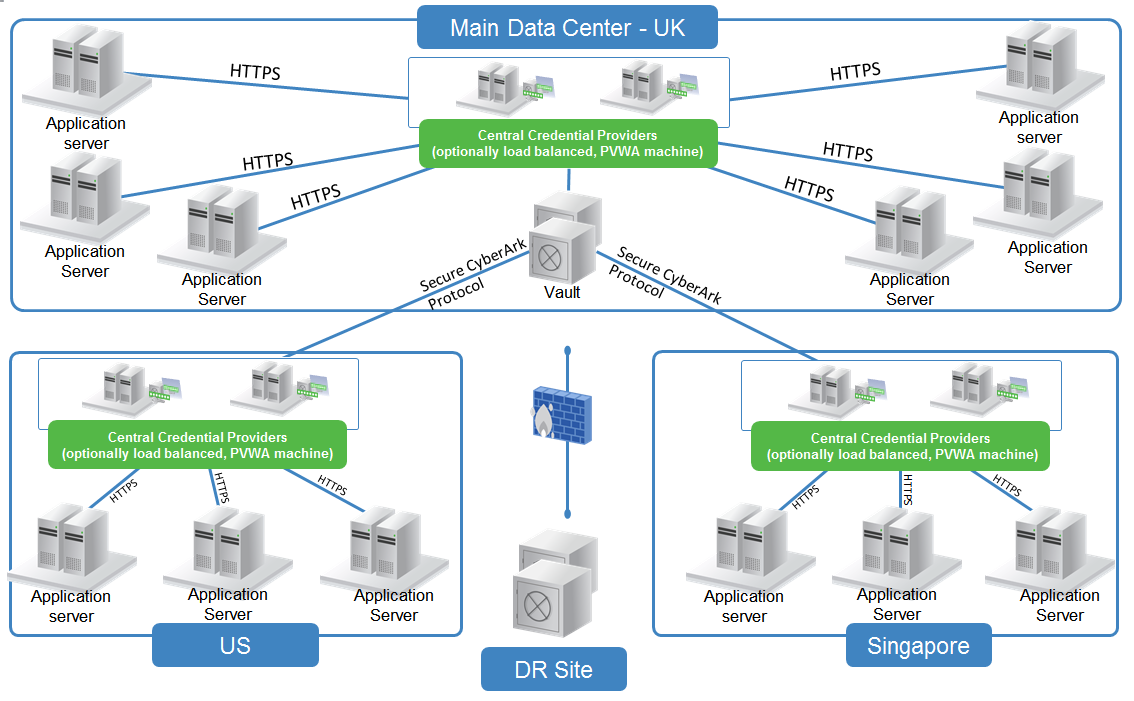 Main Data Center - UK
HTTPS
HTTPS
Central Credential Providers
(optionally load balanced, PVWA machine)
Application
server
Application
server
HTTPS
HTTPS
HTTPS
HTTPS
Application
Server
Application
Server
Application
Server
Application
Server
Secure CyberArk
Protocol
Vault
Secure CyberArk
Protocol
Central Credential Providers
(optionally load balanced, PVWA machine)
HTTPS
HTTPS
HTTPS
Application
server
Application
Server
Application
Server
US
DR Site
Central Credential Providers
(optionally load balanced, PVWA machine)
HTTPS
HTTPS
HTTPS
Application
server
Application
Server
Application
Server
Singapore